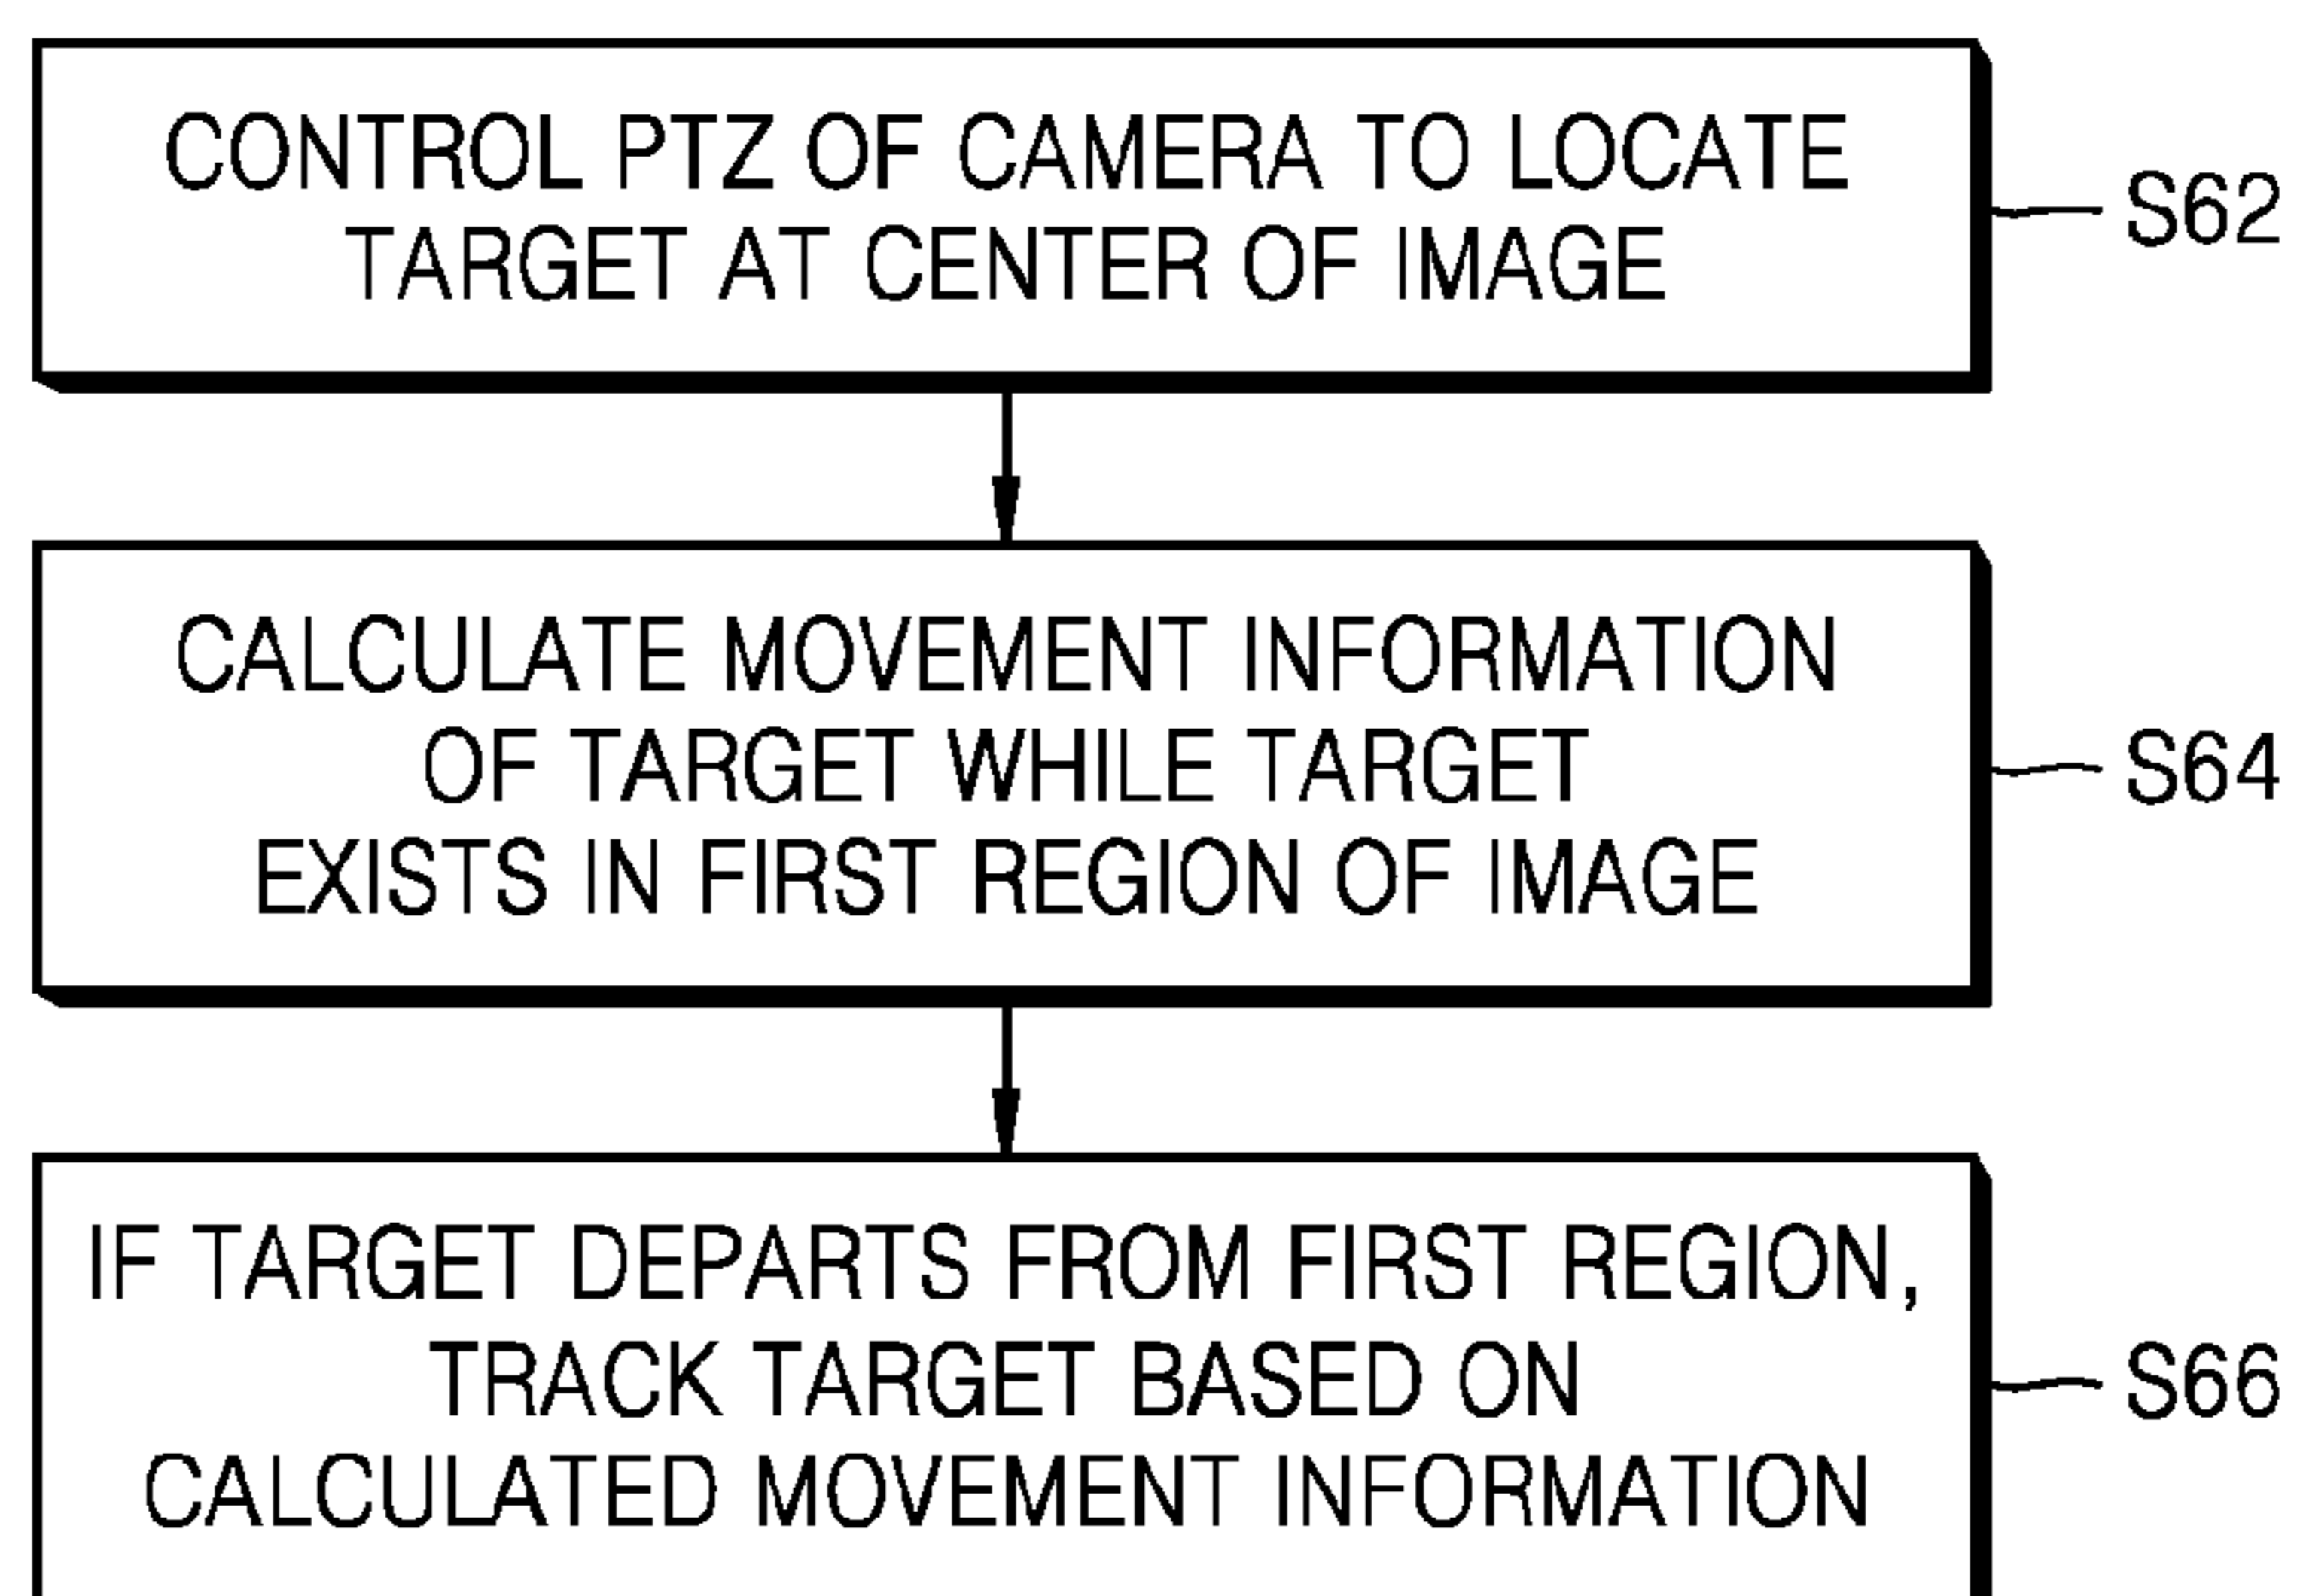 CONTROL PTZ OF CAMERA TO LOCATE
TARGET AT CENTER OF IMAGE
S62
CALCULATE MOVEMENT INFORMATION
OF TARGET WHILE TARGET
EXISTS IN FIRST REGION OF IMAGE
S64
IF TARGET DEPARTS FROM FIRST REGION,
TRACK TARGET BASED ON
CALCULATED MOVEMENT INFORMATION
S66